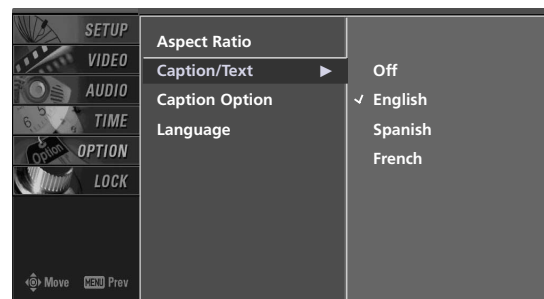 SETUP
VIDEO
AUDIO
TIME
OPTION
LOCK
Move MENU Prev
Aspect Ratio
Caption/Text
Caption Option
Language
Off
English
Spanish
French